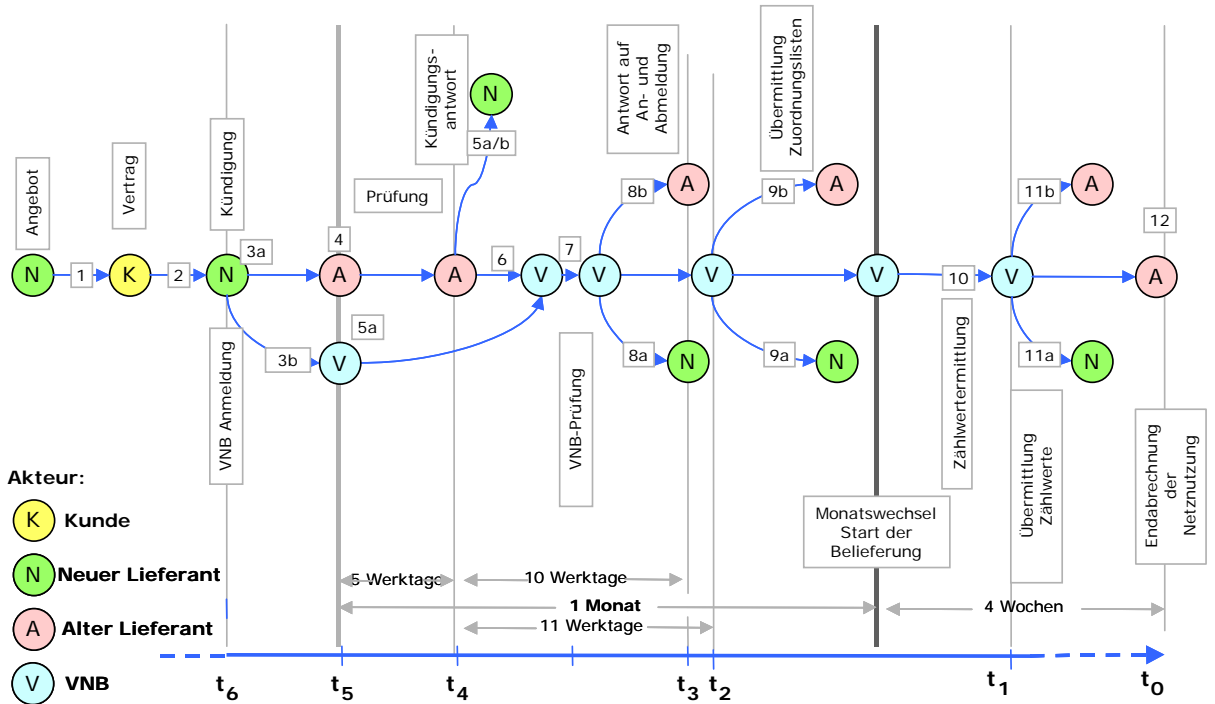 Angebot
Vertrag
Kündigung
VNB Anmeldung
Prüfung
Kündigungs-
antwort
VNB-Prüfung
Antwort auf
An- und
Abmeldung
Übermittlung
Zuordnungslisten
Monatswechsel
Start der
Belieferung
Zählwertermittlung
Übermittlung
Zählwerte
Endabrechnung
der
Netznutzung
N
1
K
2
N
3a
3b
4
A
V
5a
A
5a/b
N
6
V
7
V
8b
A
8a
N
V
9b
A
9a
N
V
10
V
11b
A
11a
N
12
A
Akteur:
K Kunde
N Neuer Lieferant
A Alter Lieferant
V VNB
5 Werktage
10 Werktage
1 Monat
4 Wochen
11 Werktage
t6
t5
t4
t3
t2
t1
t0